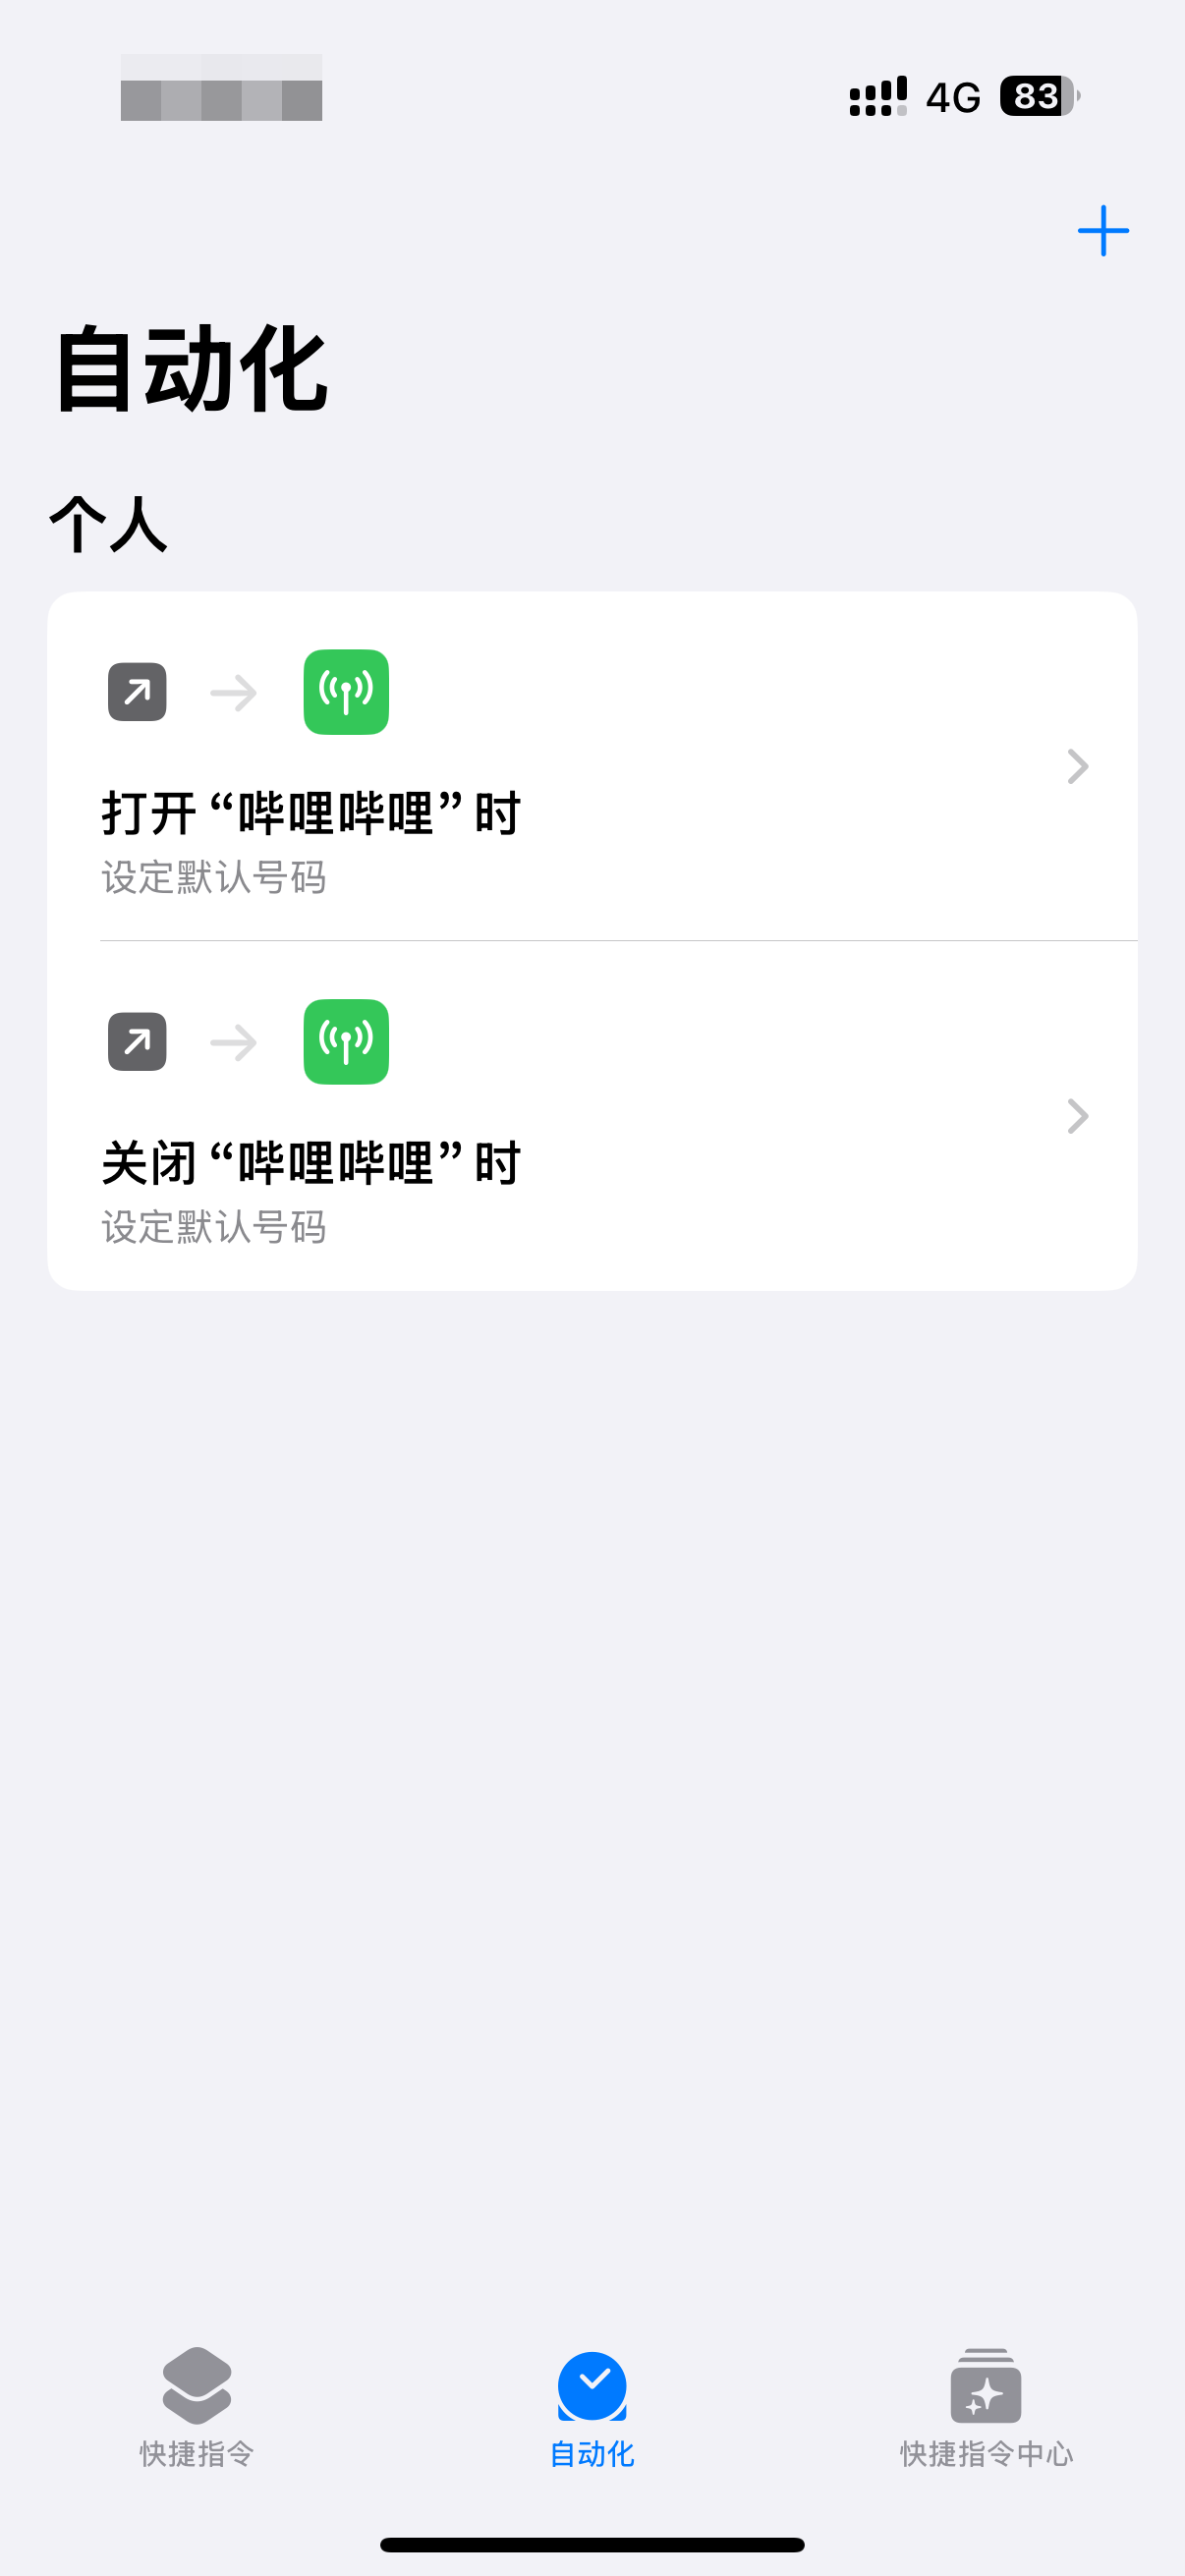 4G 83
自动化
个人
打开 “哔哩哔哩” 时
设定默认号码
关闭 “哔哩哔哩” 时
设定默认号码
快捷指令
自动化
快捷指令中心